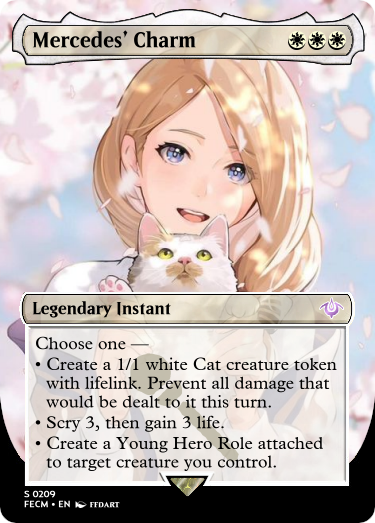 Mercedes' Charm
Legendary Instant
Choose one —
• Create a 1/1 white Cat creature token
with lifelink. Prevent all damage that
would be dealt to it this turn.
• Scry 3, then gain 3 life.
• Create a Young Hero Role attached
to target creature you control.
S 0209
FECM • EN FFDART